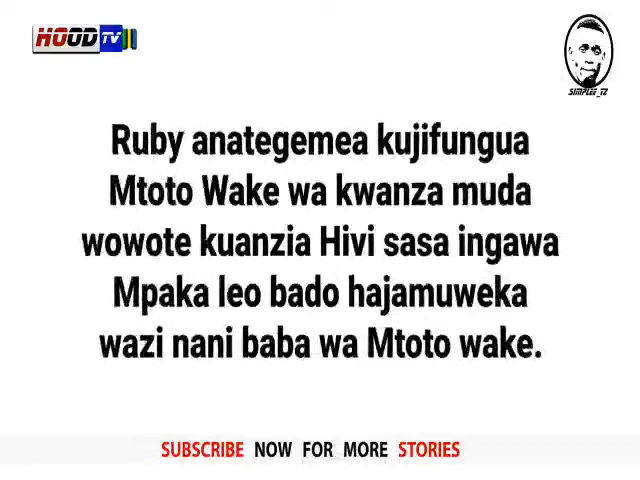 HOOD TV
SIMPLEE_TZ
Ruby anategemea kujifungua
Mtoto Wake wa kwanza muda
wowote kuanzia Hivi sasa ingawa
Mpaka leo bado hajamuweka
wazi nani baba wa Mtoto wake.
SUBSCRIBE NOW FOR MORE STORIES